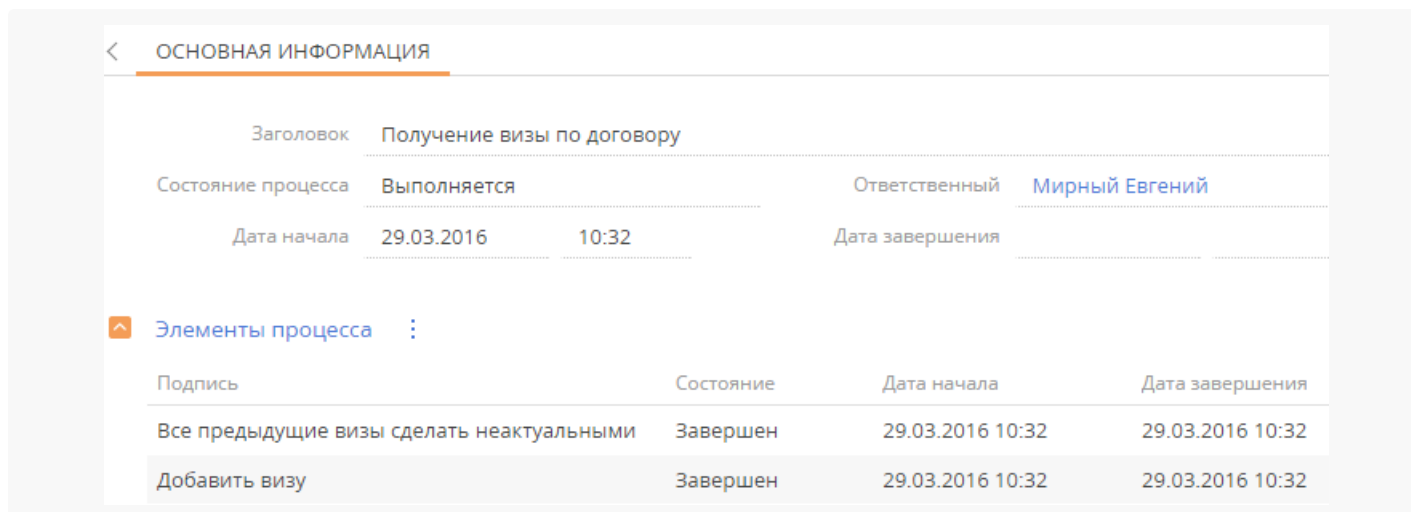 ОСНОВНАЯ ИНФОРМАЦИЯ
Заголовок Получение визы по договору
Состояние процесса Выполняется Ответственный Мирный Евгений
Дата начала 29.03.2016 10:32 Дата завершения
Элементы процесса
Подпись Состояние Дата начала Дата завершения
Все предыдущие визы сделать неактуальными Завершен 29.03.2016 10:32 29.03.2016 10:32
Добавить визу Завершен 29.03.2016 10:32 29.03.2016 10:32